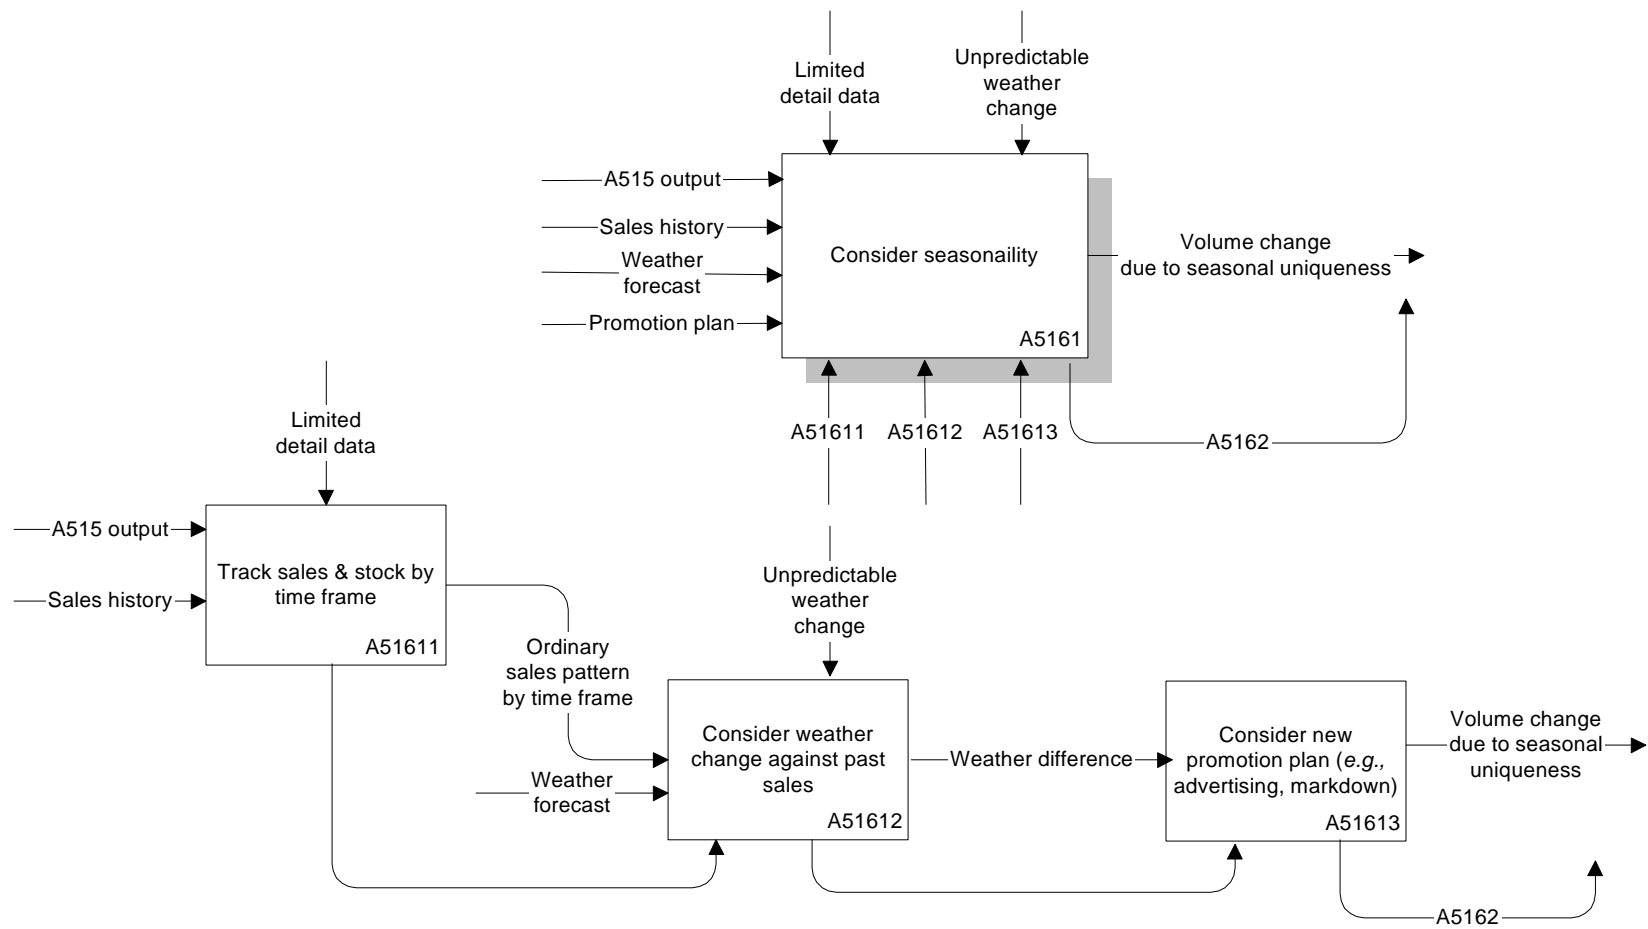 Limited
detail data
Unpredictable
weather
change
A515 output
Sales history
Weather
forecast
Promotion plan
Consider seasonaility
A5161
Volume change
due to seasonal uniqueness
A51611
A51612
A51613
A5162
Limited
detail data
A515 output
Sales history
Track sales & stock by
time frame
A51611
Ordinary
sales pattern
by time frame
Unpredictable
weather
change
Weather
forecast
Consider weather
change against past
sales
A51612
Weather difference
Consider new
promotion plan (e.g.,
advertising, markdown)
A51613
Volume change
due to seasonal
uniqueness
A5162